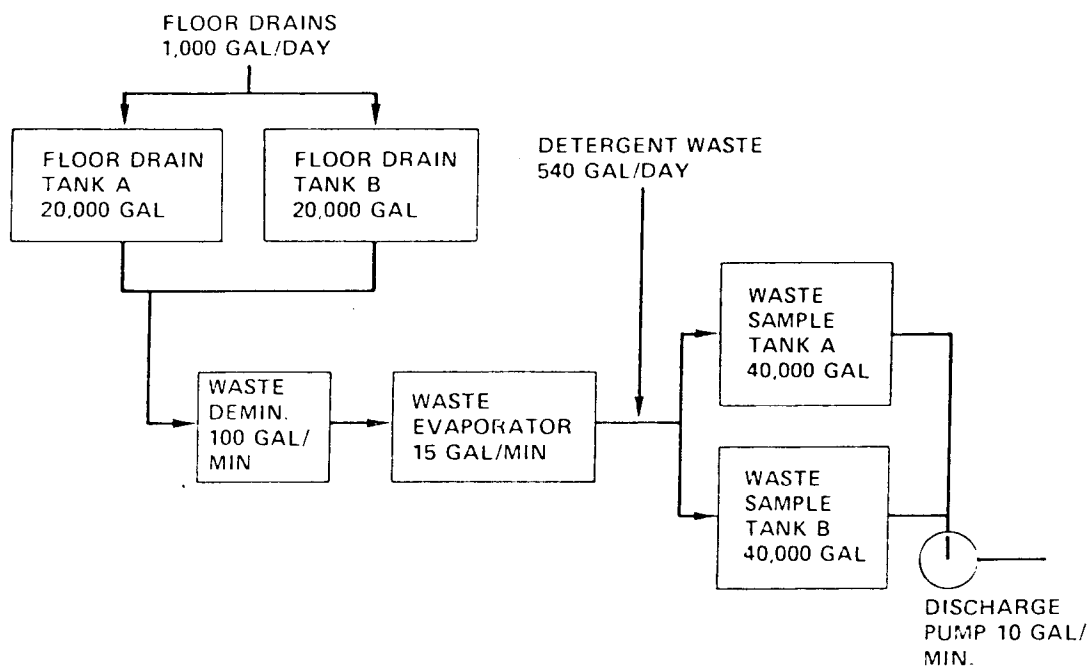 FLOOR DRAINS
1,000 GAL/DAY
FLOOR DRAIN
TANK A
20,000 GAL
FLOOR DRAIN
TANK B
20,000 GAL
DETERGENT WASTE
540 GAL/DAY
WASTE
SAMPLE
TANK A
40,000 GAL
WASTE
DEMIN.
100 GAL/
MIN
WASTE
EVAPORATOR
15 GAL/MIN
WASTE
SAMPLE
TANK B
40,000 GAL
DISCHARGE
PUMP 10 GAL/
MIN.